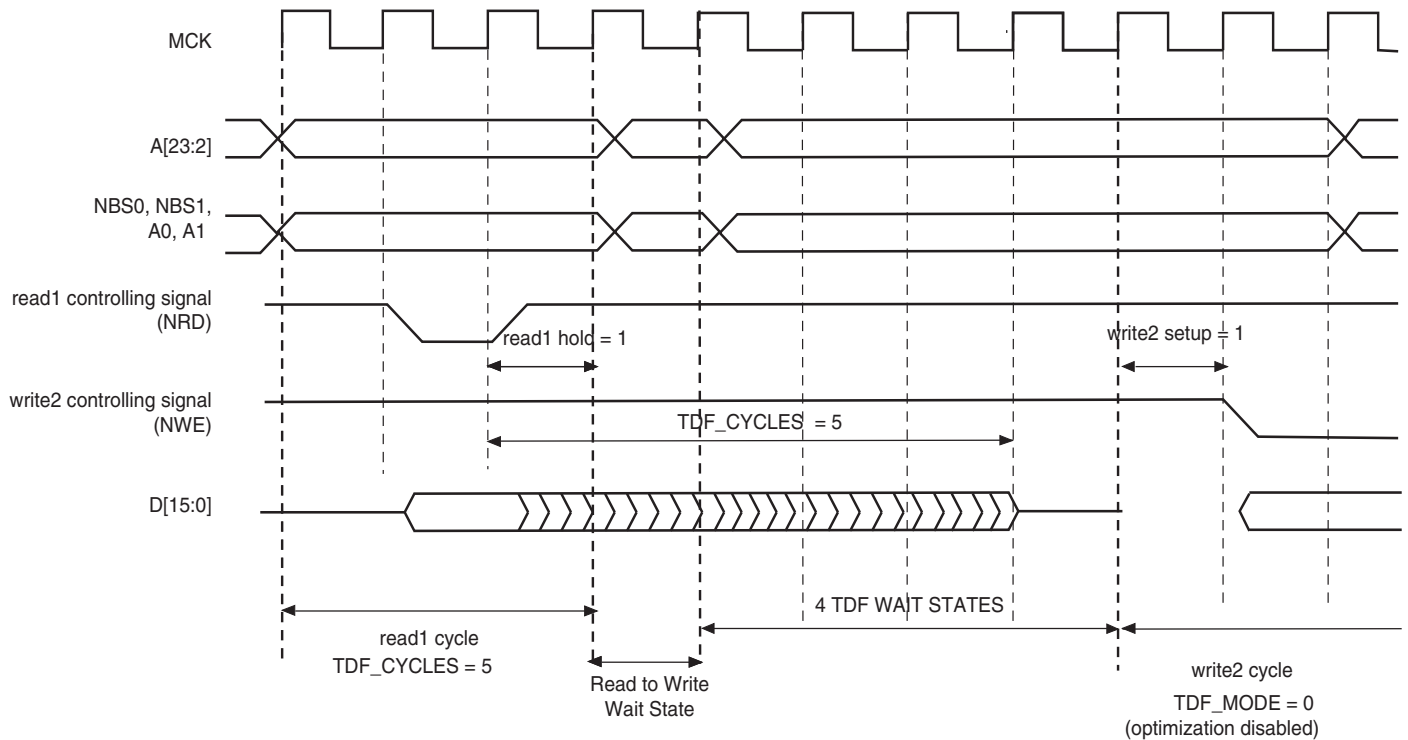 MCK
A[23:2]
NBS0, NBS1,
A0, A1
read1 controlling signal
(NRD)
read1 hold = 1
write2 setup = 1
write2 controlling signal
(NWE)
TDF_CYCLES = 5
D[15:0]
4 TDF WAIT STATES
read1 cycle
TDF_CYCLES = 5
Read to Write
Wait State
write2 cycle
TDF_MODE = 0
(optimization disabled)